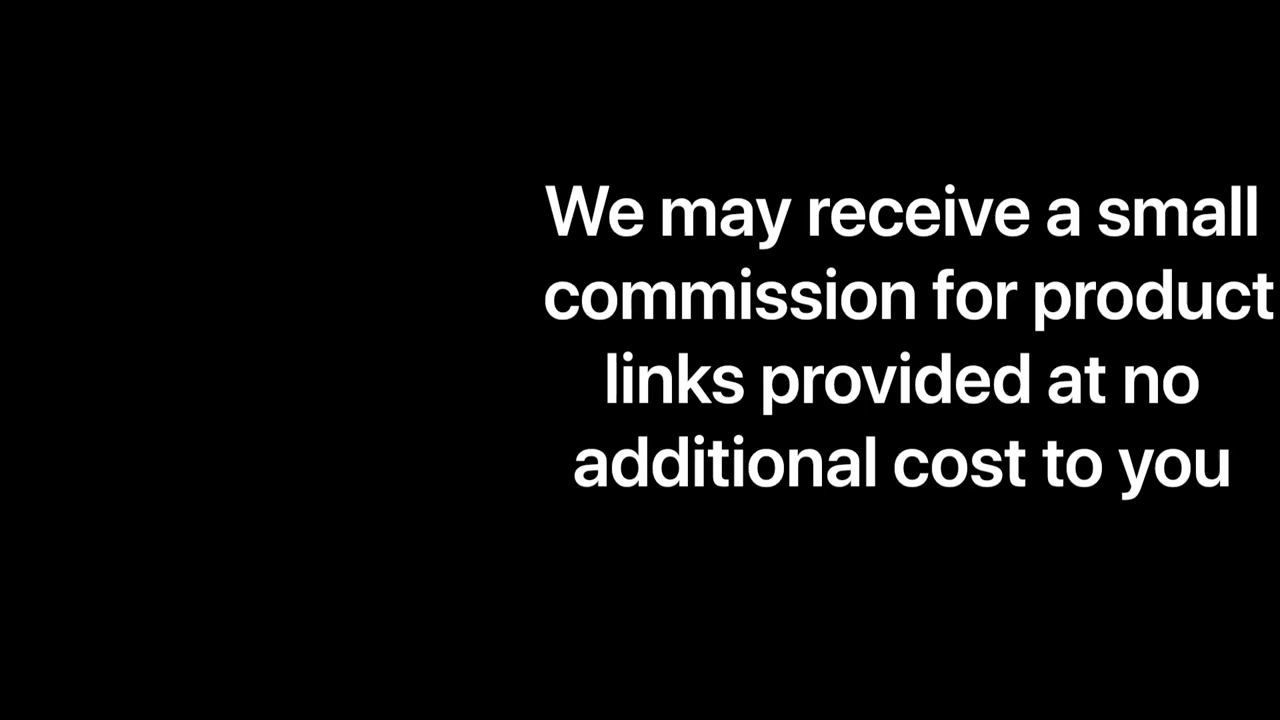 We may receive a small
commission for product
links provided at no
additional cost to you